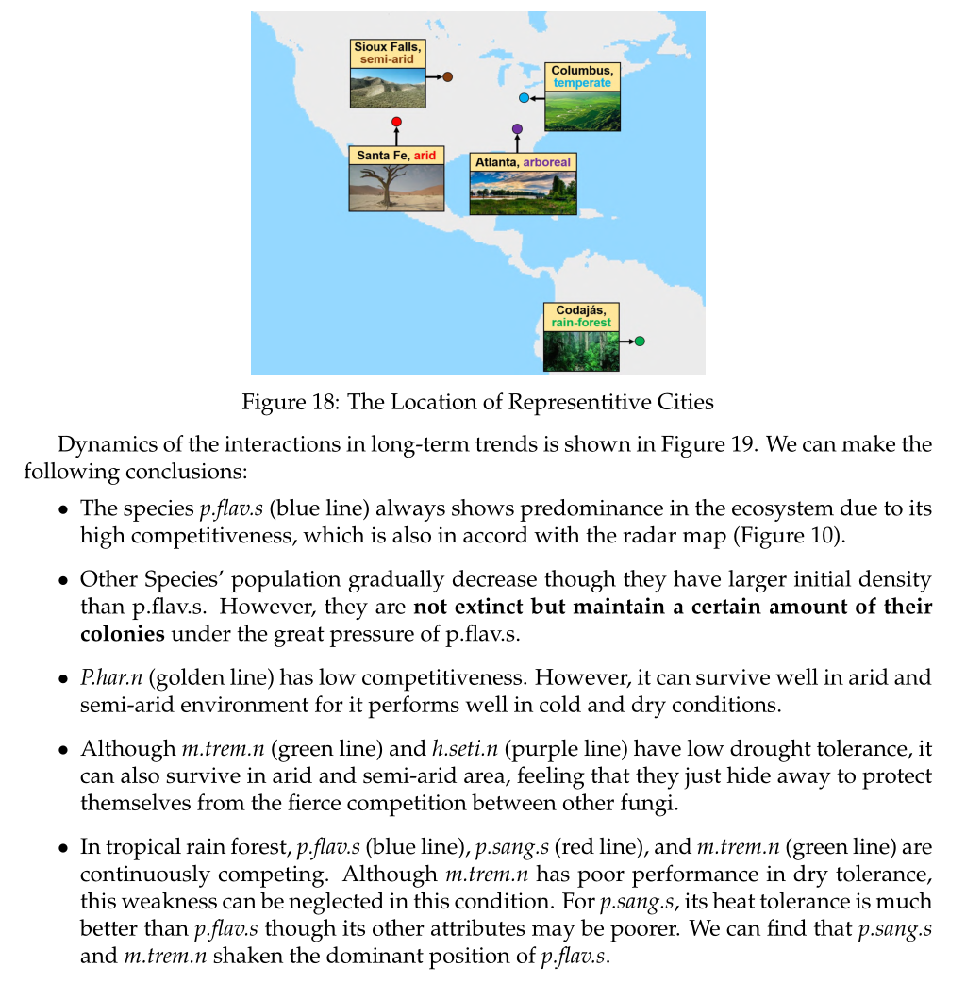 Sioux Falls,
semi-arid
Columbus,
temperate
Santa Fe, arid
Atlanta, arboreal
Codajás,
rain-forest
Figure 18: The Location of Representitive Cities
Dynamics of the interactions in long-term trends is shown in Figure 19. We can make the
following conclusions:
• The species p.flav.s (blue line) always shows predominance in the ecosystem due to its
high competitiveness, which is also in accord with the radar map (Figure 10).
• Other Species' population gradually decrease though they have larger initial density
than p.flav.s. However, they are not extinct but maintain a certain amount of their
colonies under the great pressure of p.flav.s.
• P.har.n (golden line) has low competitiveness. However, it can survive well in arid and
semi-arid environment for it performs well in cold and dry conditions.
• Although m.trem.n (green line) and h.seti.n (purple line) have low drought tolerance, it
can also survive in arid and semi-arid area, feeling that they just hide away to protect
themselves from the fierce competition between other fungi.
• In tropical rain forest, p.flav.s (blue line), p.sang.s (red line), and m.trem.n (green line) are
continuously competing. Although m.trem.n has poor performance in dry tolerance,
this weakness can be neglected in this condition. For p.sang.s, its heat tolerance is much
better than p.flav.s though its other attributes may be poorer. We can find that p.sang.s
and m.trem.n shaken the dominant position of p.flav.s.